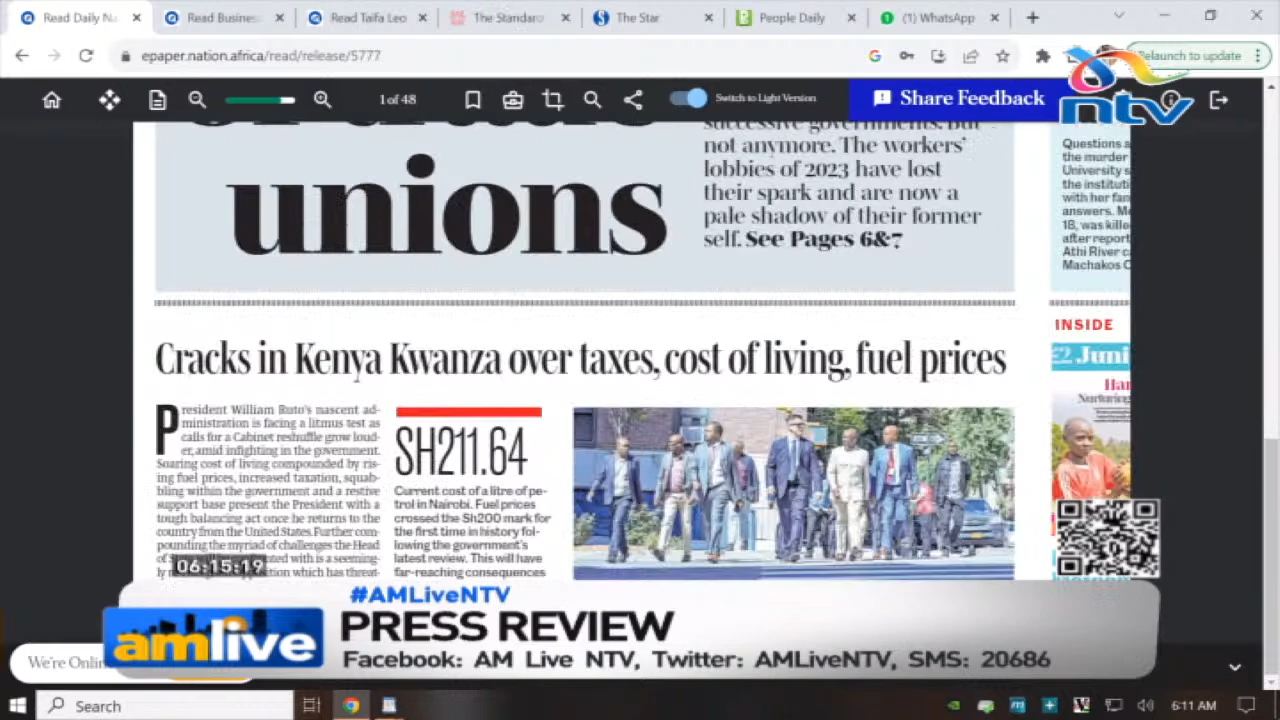 Read Daily Na
Read Busines
Read Taifa Leo
The Standard
The Star
People Daily
(1) WhatsApp
epaper.nation.africa/read/release/5777
Relaunch to update
1 of 48
Switch to Light Version
Share Feedback
ntv
unions
successive governments. But
not anymore. The workers'
lobbies of 2023 have lost
their spark and are now a
pale shadow of their former
self. See Pages 6&7
Questions a
the murder
University s
the instituti
with her fam
answers. M
18, was kille
after report
Athi River c
Machakos C
INSIDE
Juni
Nurturing
Cracks in Kenya Kwanza over taxes, cost of living, fuel prices
President William Ruto's nascent ad-
ministration is facing a litmus test as
calls for a Cabinet reshuffle grow loud-
er, amid infighting in the government.
Soaring cost of living compounded by ris-
ing fuel prices, increased taxation, squab-
bling within the government and a restive
support base present the President with a
tough balancing act once he returns to the
country from the United States. Further com-
pounding the myriad of challenges the Head
SH211.64
Current cost of a litre of pe-
trol in Nairobi. Fuel prices
crossed the Sh200 mark for
the first time in history fol-
lowing the government's
latest review. This will have
far-reaching consequences
06:15:19
#AMLiveNTV
amlive
PRESS REVIEW
Facebook: AM Live NTV, Twitter: AMLiveNTV, SMS: 20686
We're Onli
Search
6:11 AM